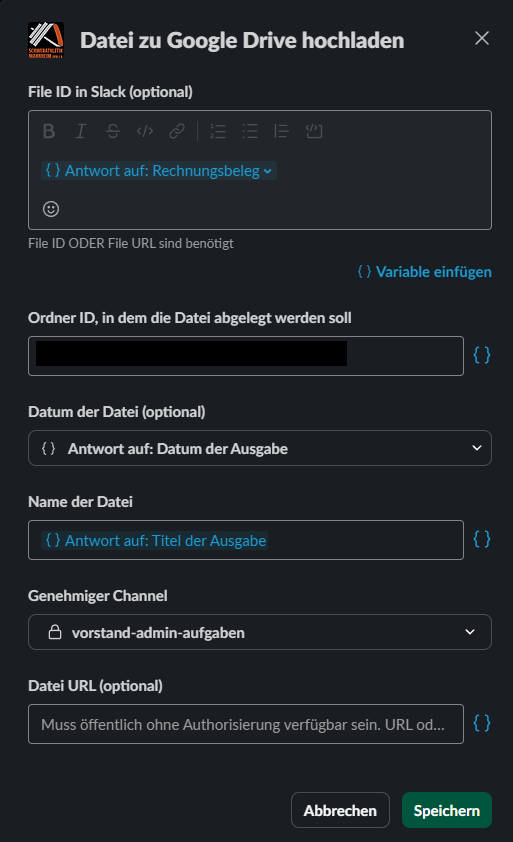 SCHWERATHLETIK
MANNHEIM
Datei zu Google Drive hochladen
File ID in Slack (optional)
{ } Antwort auf: Rechnungsbeleg
File ID ODER File URL sind benötigt
{ } Variable einfügen
Ordner ID, in dem die Datei abgelegt werden soll
{ }
Datum der Datei (optional)
{ } Antwort auf: Datum der Ausgabe
Name der Datei
{ } Antwort auf: Titel der Ausgabe
{ }
Genehmiger Channel
vorstand-admin-aufgaben
Datei URL (optional)
Muss öffentlich ohne Authorisierung verfügbar sein. URL od...
{ }
Abbrechen
Speichern